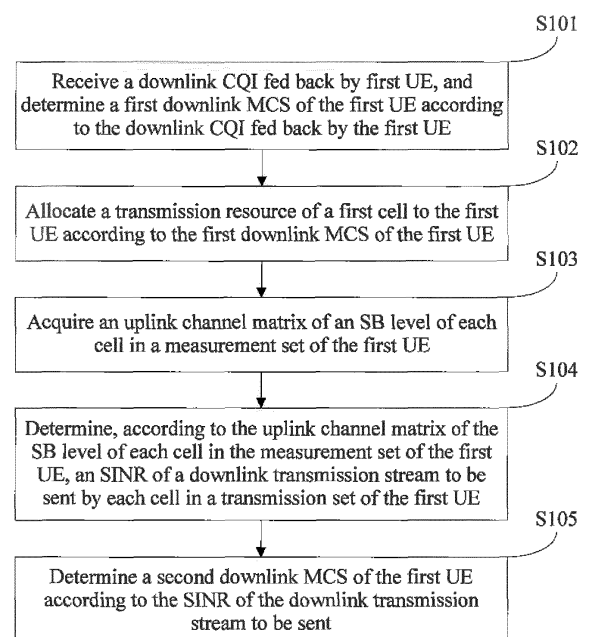 S101
Receive a downlink CQI fed back by first UE, and
determine a first downlink MCS of the first UE according
to the downlink CQI fed back by the first UE
S102
Allocate a transmission resource of a first cell to the first
UE according to the first downlink MCS of the first UE
S103
Acquire an uplink channel matrix of an SB level of each
cell in a measurement set of the first UE
S104
Determine, according to the uplink channel matrix of the
SB level of each cell in the measurement set of the first
UE, an SINR of a downlink transmission stream to be
sent by each cell in a transmission set of the first UE
S105
Determine a second downlink MCS of the first UE
according to the SINR of the downlink transmission
stream to be sent